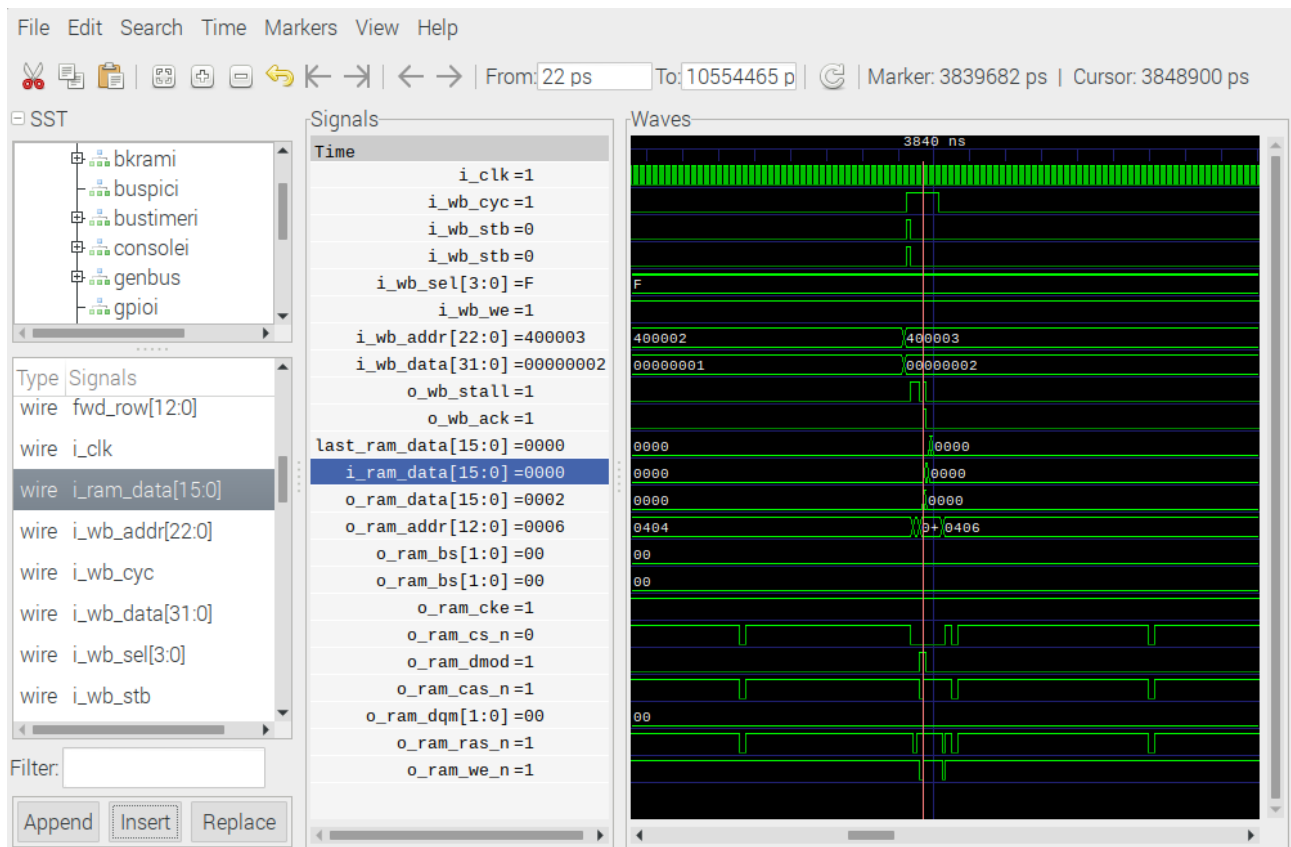 File Edit Search Time Markers View Help
From: 22 ps To: 10554465 p Marker: 3839682 ps | Cursor: 3848900 ps
SST
bkrami
buspici
bustimeri
consolei
genbus
gpioi
Type Signals
wire fwd_row[12:0]
wire i_clk
wire i_ram_data[15:0]
wire i_wb_addr[22:0]
wire i_wb_cyc
wire i_wb_data[31:0]
wire i_wb_sel[3:0]
wire i_wb_stb
Filter:
Append Insert Replace
Signals
Time
i_clk=1
i_wb_cyc=1
i_wb_stb=0
i_wb_stb=0
i_wb_sel[3:0]=F
i_wb_we=1
i_wb_addr[22:0]=400003
i_wb_data[31:0]=00000002
o_wb_stall=1
o_wb_ack=1
last_ram_data[15:0]=0000
i_ram_data[15:0]=0000
o_ram_data[15:0]=0002
o_ram_addr[12:0]=0006
o_ram_bs[1:0]=00
o_ram_bs[1:0]=00
o_ram_cke=1
o_ram_cs_n=0
o_ram_dmod=1
o_ram_cas_n=1
o_ram_dqm[1:0]=00
o_ram_ras_n=1
o_ram_we_n=1
Waves
3840 ns
F
400002 400003
00000001 00000002
0000 0000
0000 0000
0000 0000
0404 0+ 0406
00
00
00